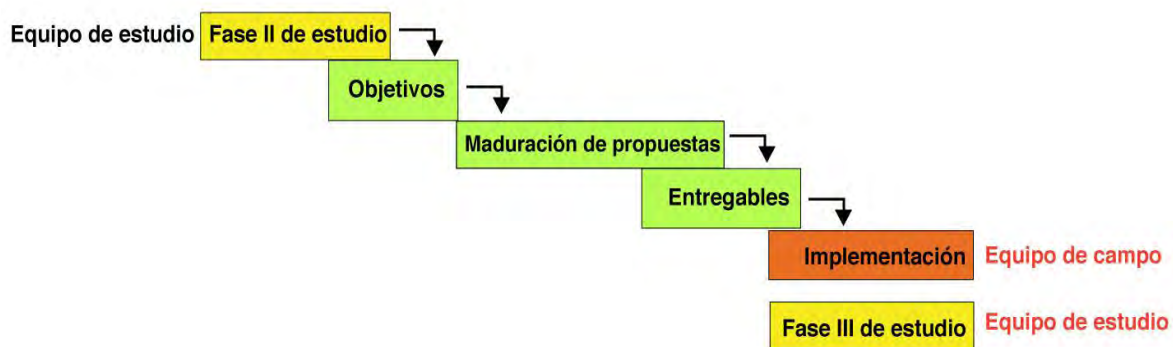 Equipo de estudio Fase II de estudio
Objetivos
Maduración de propuestas
Entregables
Implementación Equipo de campo
Fase III de estudio Equipo de estudio